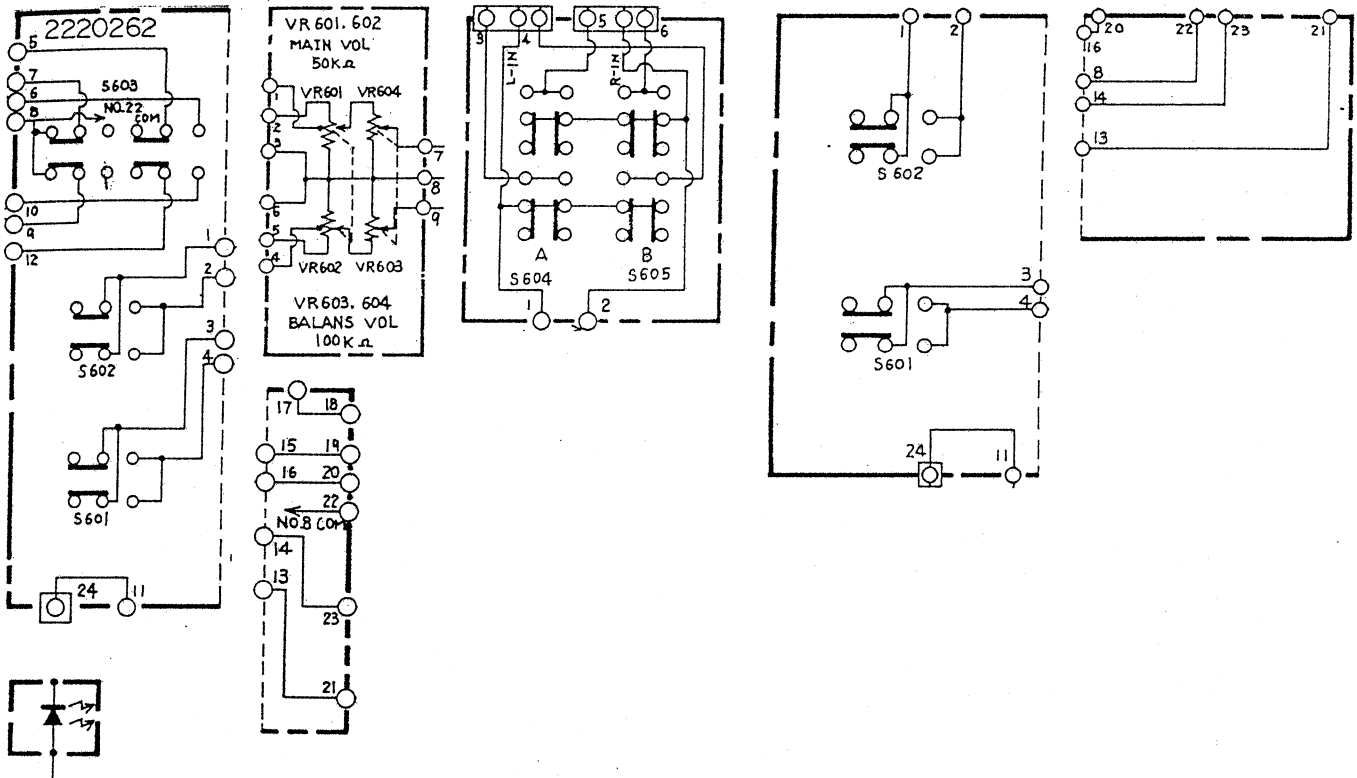 2220262
5
7
6
8
S603
NO.22
COM
10
9
12
1
2
3
4
S602
S601
24
11
VR601.602
MAIN VOL
50KΩ
VR601 VR604
1
2
3
6
5
4
7
8
9
VR602 VR603
VR603.604
BALANS VOL
100KΩ
17 18
15 19
16 20
22
NO.8 COM
14
13
23
21
3 4 5 6
L-IN
R-IN
A B
S604 S605
1 2
1 2
S602
3
4
S601
24 11
20 22 23 21
16
8
14
13